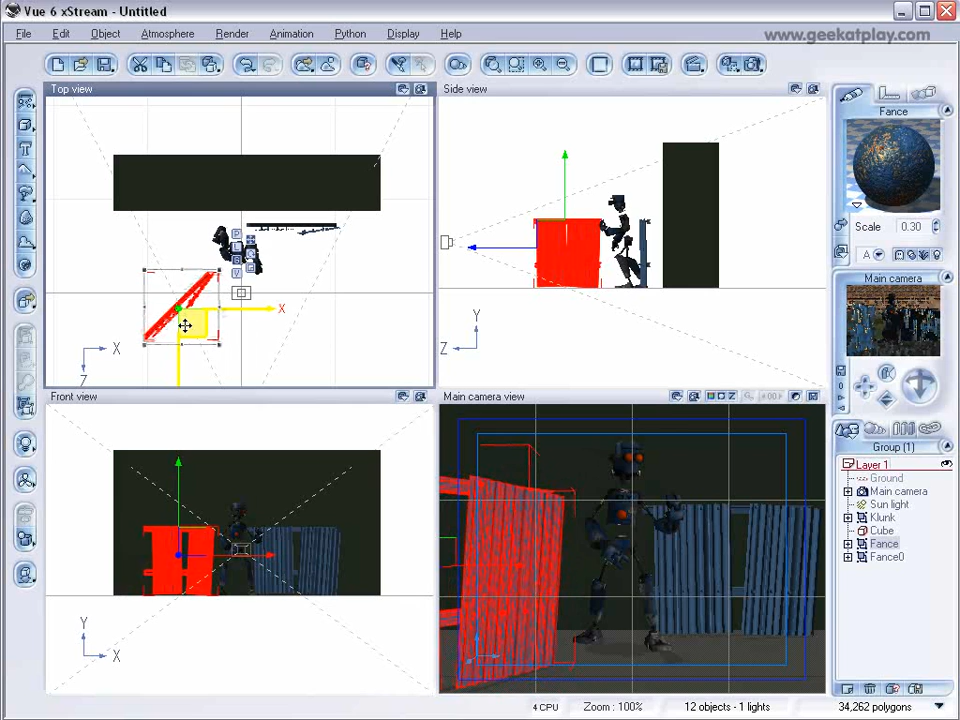 Vue 6 xStream - Untitled
File Edit Object Atmosphere Render Animation Python Display Help
www.geekatplay.com
Top view
Side view
Fance
Scale 0.30
A
Main camera
X
X
Z
Y
Z
Front view
Main camera view
Group (1)
Layer 1
Ground
Main camera
Sun light
Klunk
Cube
Fance
Fance0
Y
X
4 CPU
Zoom : 100%
12 objects - 1 lights
34,262 polygons